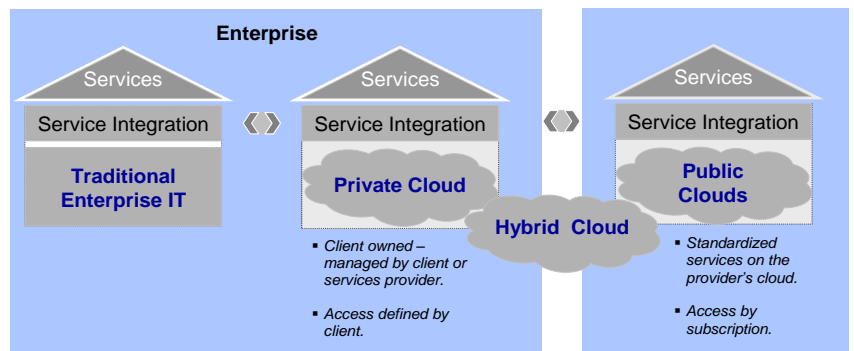 Enterprise
Services
Service Integration
Traditional
Enterprise IT
Services
Service Integration
Private Cloud
▪ Client owned –
managed by client or
services provider.
▪ Access defined by
client.
Hybrid Cloud
Services
Service Integration
Public
Clouds
▪ Standardized
services on the
provider's cloud.
▪ Access by
subscription.